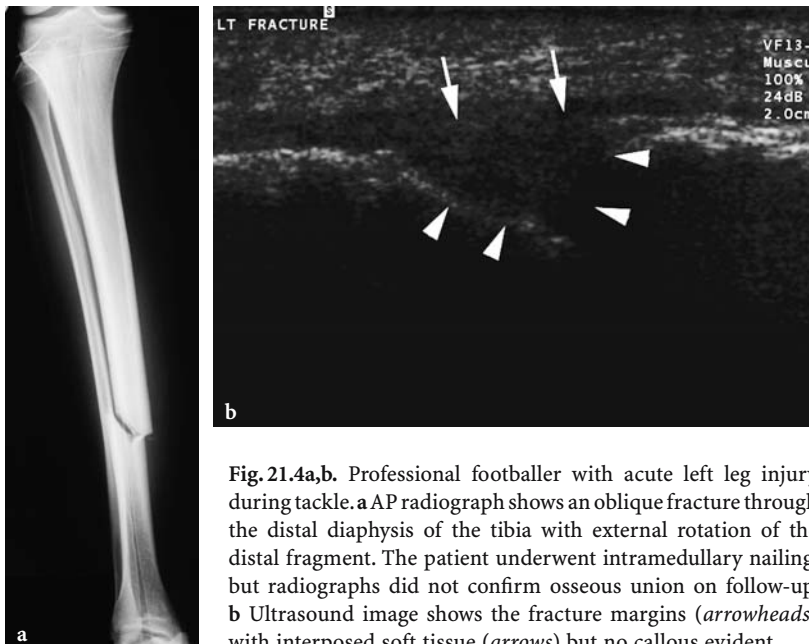 S
LT FRACTURE
VF13-
Muscu
100%
24dB
2.0cm
a
b
Fig. 21.4a,b. Professional footballer with acute left leg injury
during tackle. a AP radiograph shows an oblique fracture through
the distal diaphysis of the tibia with external rotation of th
distal fragment. The patient underwent intramedullary nailing
but radiographs did not confirm osseous union on follow-up
b Ultrasound image shows the fracture margins (arrowheads
with interposed soft tissue (arrows) but no callous evident